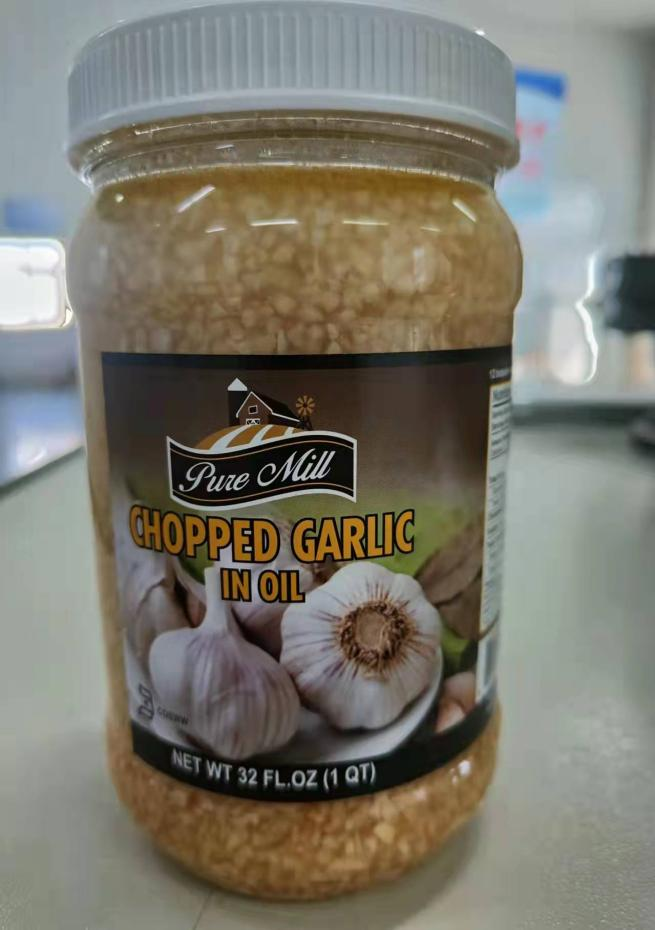 Pure Mill
CHOPPED GARLIC
IN OIL
NET WT 32 FL.OZ (1 QT)